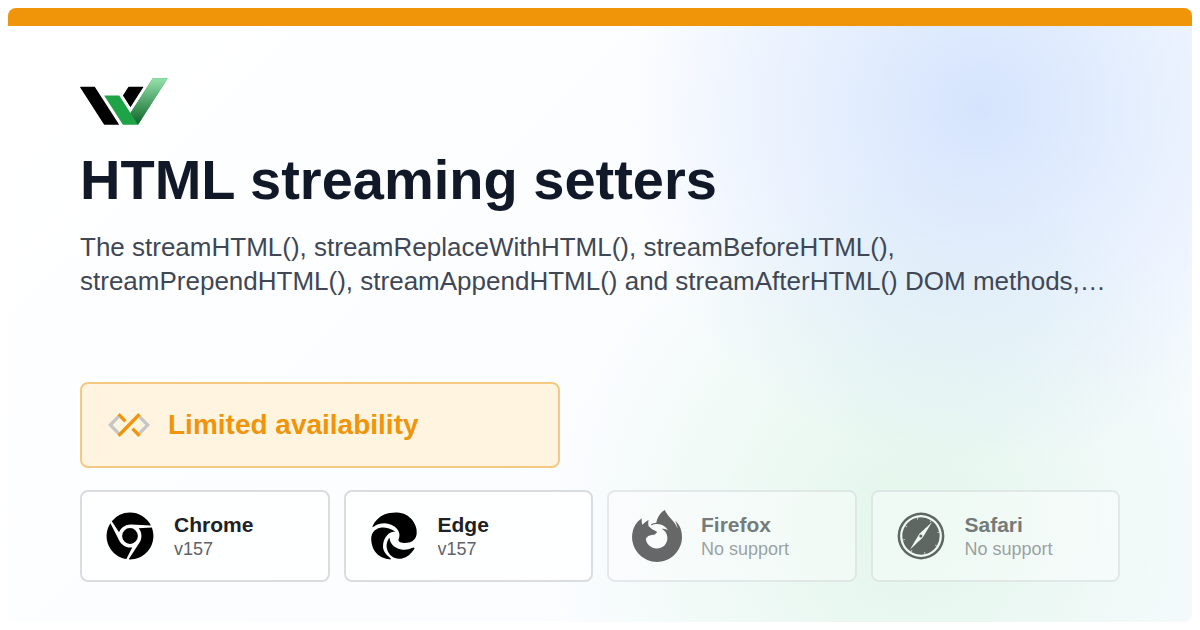 HTML streaming setters
The streamHTML(), streamReplaceWithHTML(), streamBeforeHTML(),
streamPrependHTML(), streamAppendHTML() and streamAfterHTML() DOM methods,…
Limited availability
Chrome
v157
Edge
v157
Firefox
No support
Safari
No support